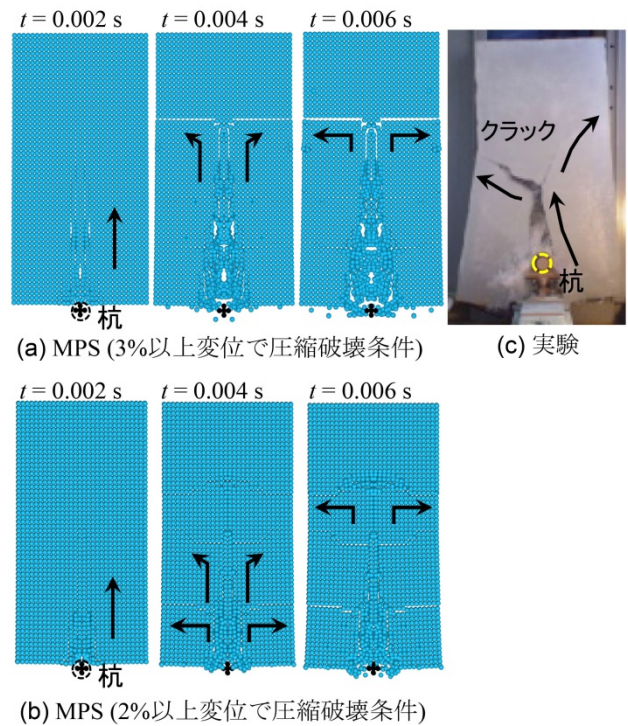 t = 0.002 s t = 0.004 s t = 0.006 s
クラック
杭
杭
(a) MPS (3%以上変位で圧縮破壊条件)
(c) 実験
t = 0.002 s t = 0.004 s t = 0.006 s
杭
(b) MPS (2%以上変位で圧縮破壊条件)